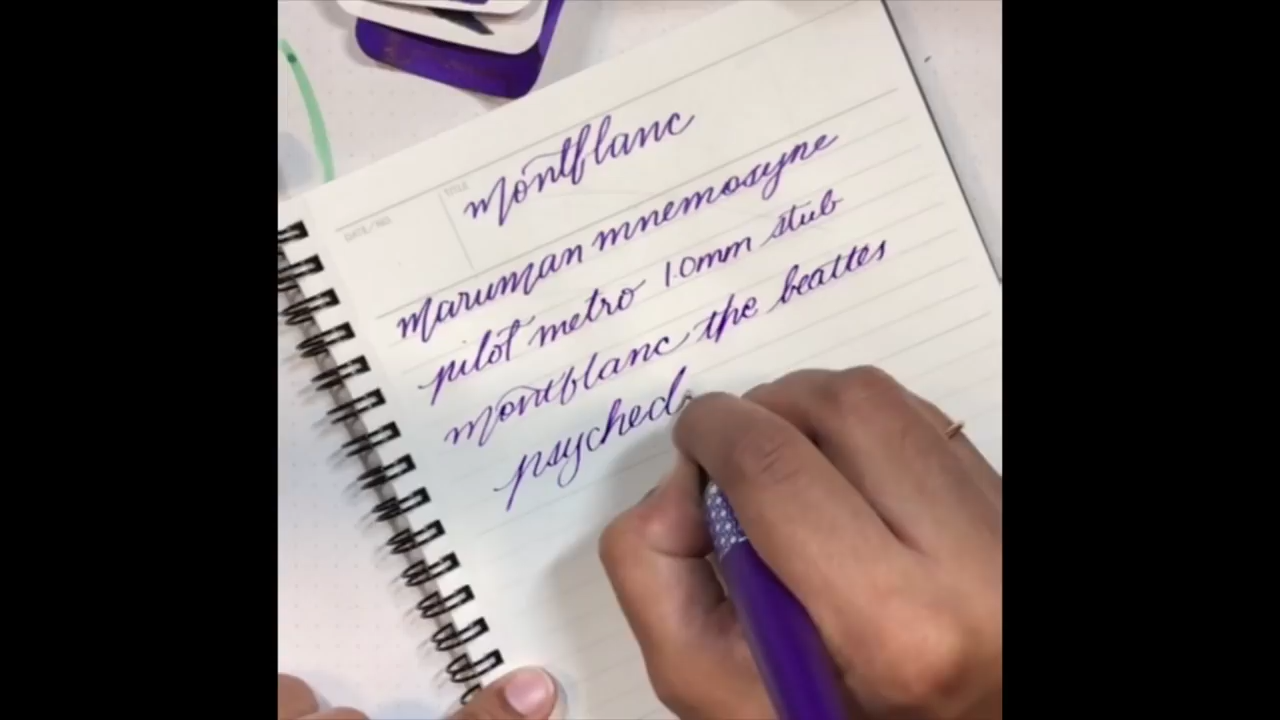 montblanc
TITLE
DATE/NO
maruman mnemosyne
pilot metro 1.0mm stub
montblanc the beatles
psyched